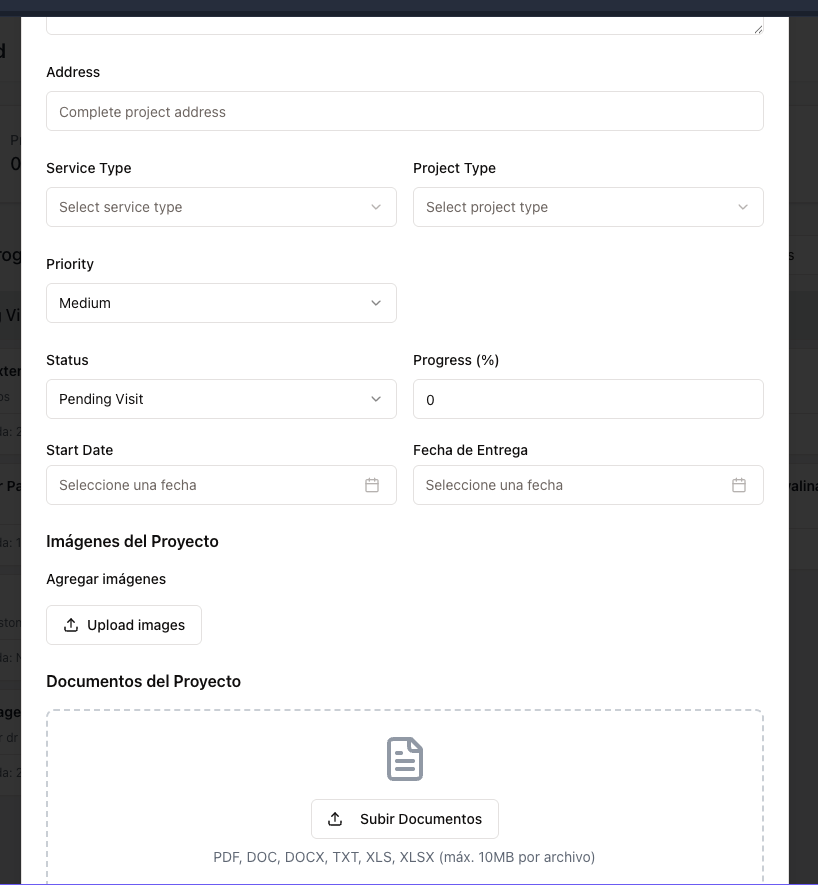 Address
Complete project address
Service Type
Project Type
Select service type
Select project type
Priority
Medium
Status
Progress (%)
Pending Visit
0
Start Date
Fecha de Entrega
Seleccione una fecha
Seleccione una fecha
Imágenes del Proyecto
Agregar imágenes
Upload images
Documentos del Proyecto
Subir Documentos
PDF, DOC, DOCX, TXT, XLS, XLSX (máx. 10MB por archivo)